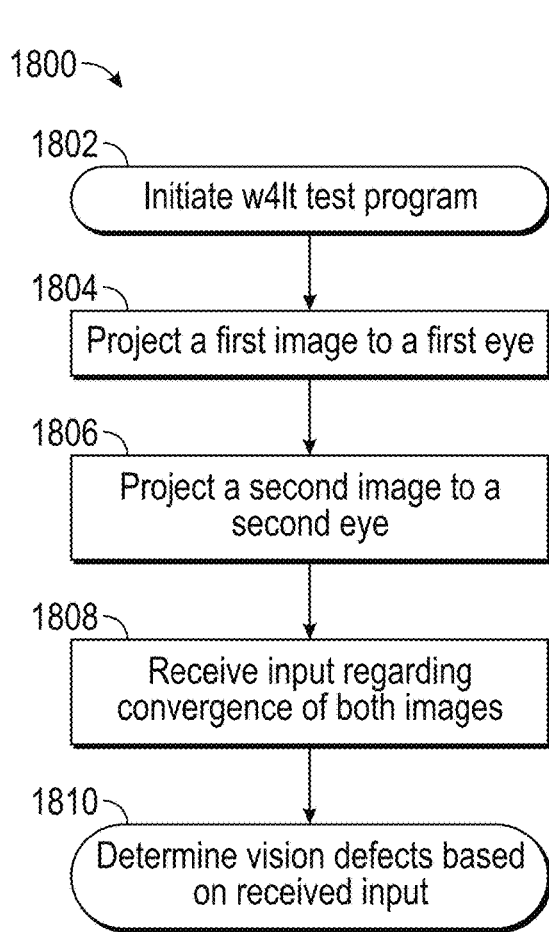 1800
1802
Initiate w4lt test program
1804
Project a first image to a first eye
1806
Project a second image to a
second eye
1808
Receive input regarding
convergence of both images
1810
Determine vision defects based
on received input